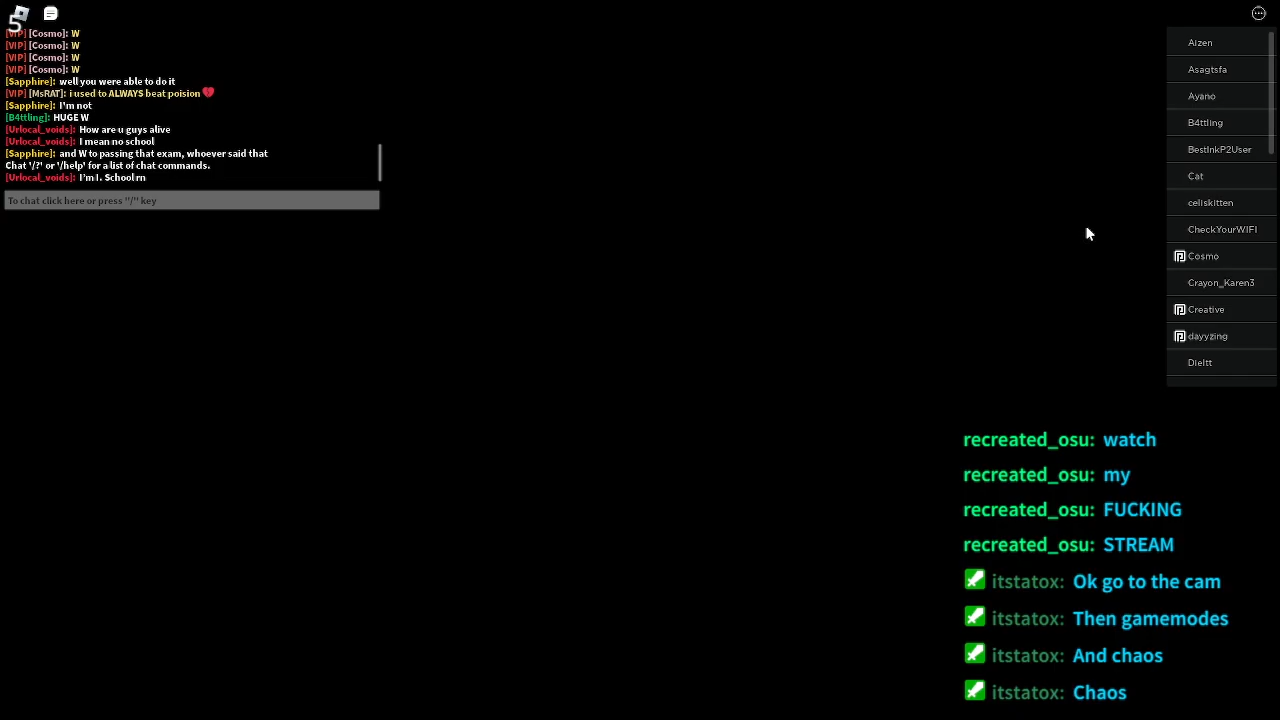 5
[VIP] [Cosmo]: W
[VIP] [Cosmo]: W
[VIP] [Cosmo]: W
[VIP] [Cosmo]: W
[Sapphire]: well you were able to do it
[VIP] [MsRAT]: i used to ALWAYS beat poision 💔
[Sapphire]: I'm not
[B4ttling]: HUGE W
[Urlocal_voids]: How are u guys alive
[Urlocal_voids]: I mean no school
[Sapphire]: and W to passing that exam, whoever said that
Chat '/?' or '/help' for a list of chat commands.
[Urlocal_voids]: I'm I. School rn
To chat click here or press "/" key
Aizen
Asagtsfa
Ayano
B4ttling
BestInkP2User
Cat
celiskitten
CheckYourWIFI
Cosmo
Crayon_Karen3
Creative
dayyzing
Dieitt
recreated_osu: watch
recreated_osu: my
recreated_osu: FUCKING
recreated_osu: STREAM
itstatox: Ok go to the cam
itstatox: Then gamemodes
itstatox: And chaos
itstatox: Chaos